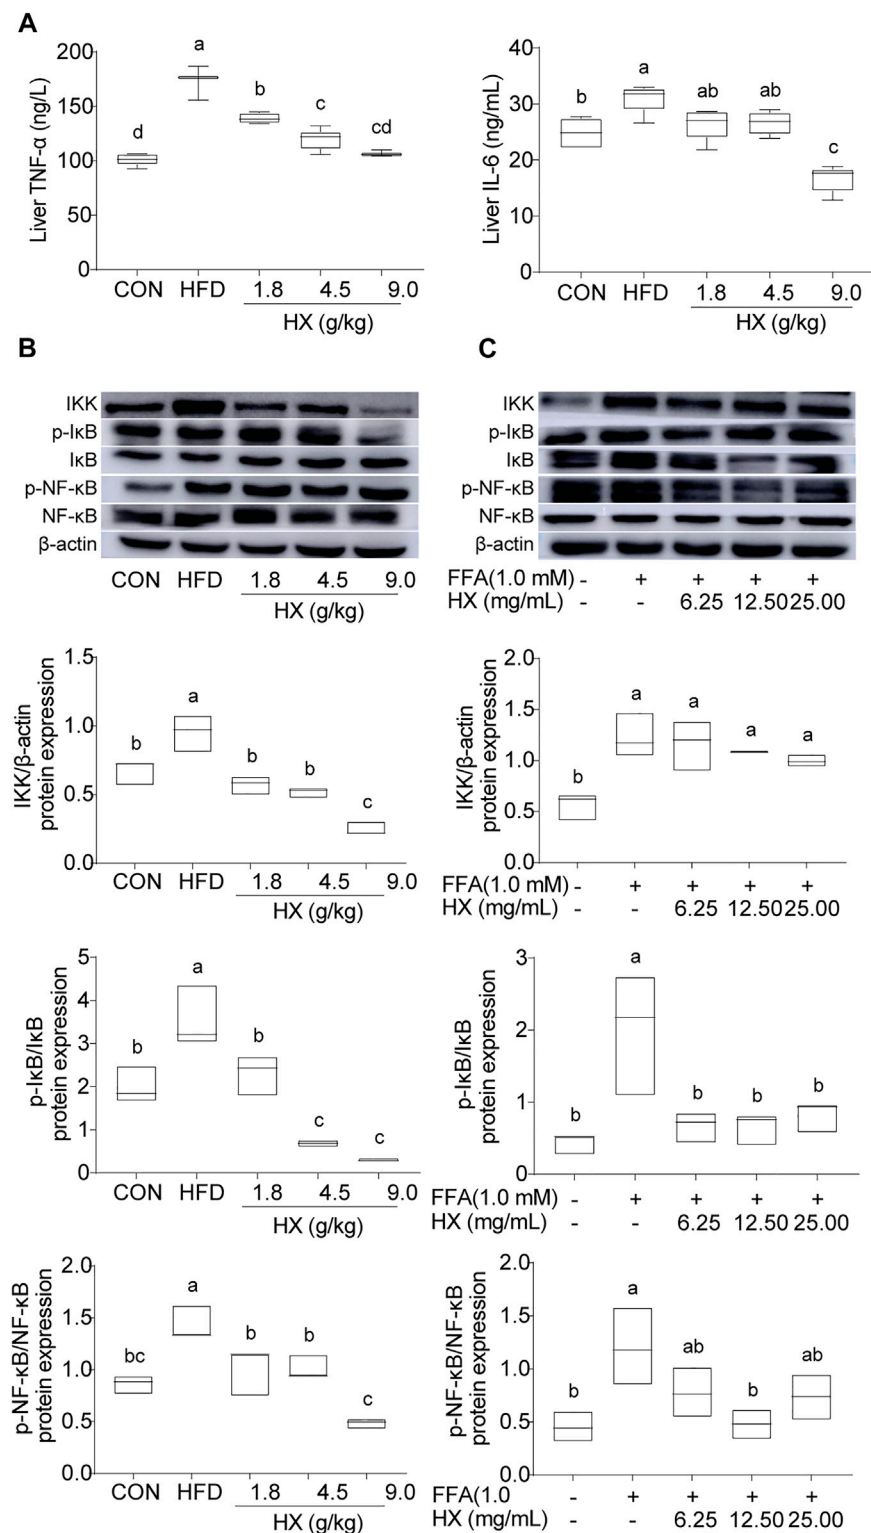 A
Liver TNF-α (ng/L)
200
150
100
50
0
d
a
b
c
cd
CON HFD 1.8 4.5 9.0
HX (g/kg)
Liver IL-6 (ng/mL)
40
30
20
10
0
b
a
ab
ab
c
CON HFD 1.8 4.5 9.0
HX (g/kg)
B
IKK
p-IκB
IκB
p-NF-κB
NF-κB
β-actin
CON HFD 1.8 4.5 9.0
HX (g/kg)
C
IKK
p-IκB
IκB
p-NF-κB
NF-κB
β-actin
FFA(1.0 mM) - + + + +
HX (mg/mL) - - 6.25 12.50 25.00
IKK/β-actin
protein expression
1.5
1.0
0.5
0.0
b
a
b
b
c
CON HFD 1.8 4.5 9.0
HX (g/kg)
IKK/β-actin
protein expression
2.0
1.5
1.0
0.5
0.0
b
a
a
a
a
FFA(1.0 mM) - + + + +
HX (mg/mL) - - 6.25 12.50 25.00
p-IκB/IκB
protein expression
5
4
3
2
1
0
b
a
b
c
c
CON HFD 1.8 4.5 9.0
HX (g/kg)
p-IκB/IκB
protein expression
3
2
1
0
b
a
b
b
b
FFA(1.0 mM) - + + + +
HX (mg/mL) - - 6.25 12.50 25.00
p-NF-κB/NF-κB
protein expression
2.0
1.5
1.0
0.5
0.0
bc
a
b
b
c
CON HFD 1.8 4.5 9.0
HX (g/kg)
p-NF-κB/NF-κB
protein expression
2.0
1.5
1.0
0.5
0.0
b
a
ab
b
ab
FFA(1.0 - + + + +
HX (mg/mL) - - 6.25 12.50 25.00